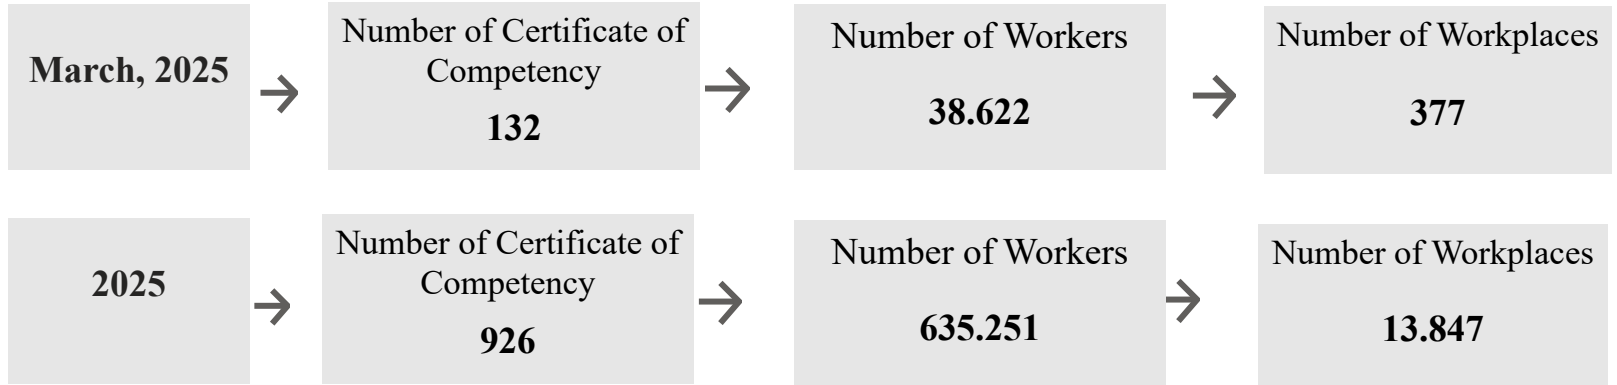 March, 2025
Number of Certificate of
Competency
132
Number of Workers
38.622
Number of Workplaces
377
2025
Number of Certificate of
Competency
926
Number of Workers
635.251
Number of Workplaces
13.847